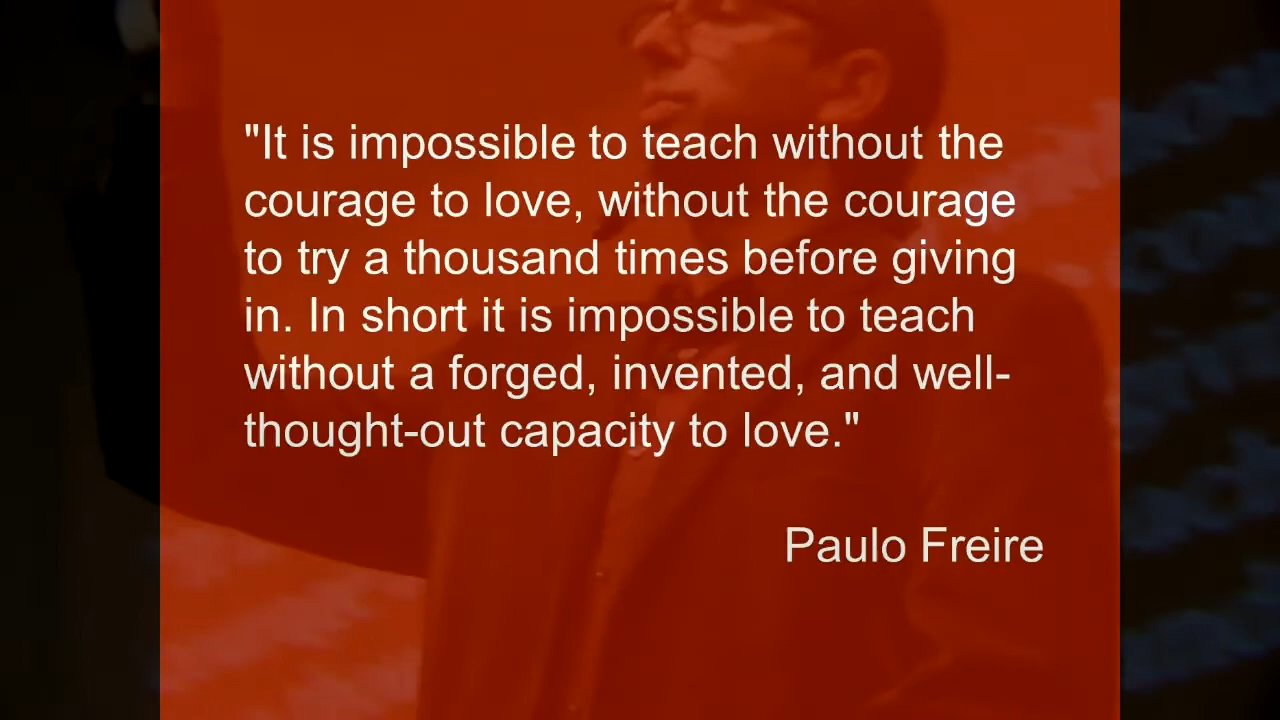 "It is impossible to teach without the
courage to love, without the courage
to try a thousand times before giving
in. In short it is impossible to teach
without a forged, invented, and well-
thought-out capacity to love."
Paulo Freire